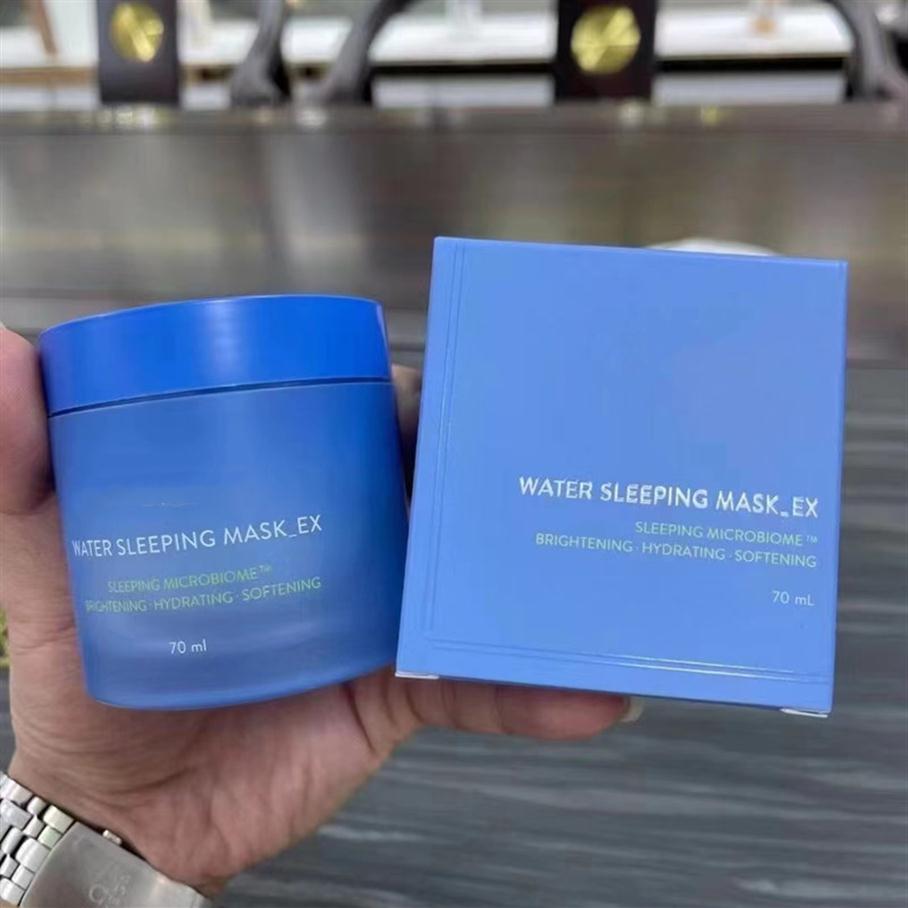 WATER SLEEPING MASK_EX
SLEEPING MICROBIOME™
BRIGHTENING · HYDRATING · SOFTENING
70 ml
WATER SLEEPING MASK_EX
SLEEPING MICROBIOME™
BRIGHTENING · HYDRATING · SOFTENING
70 mL